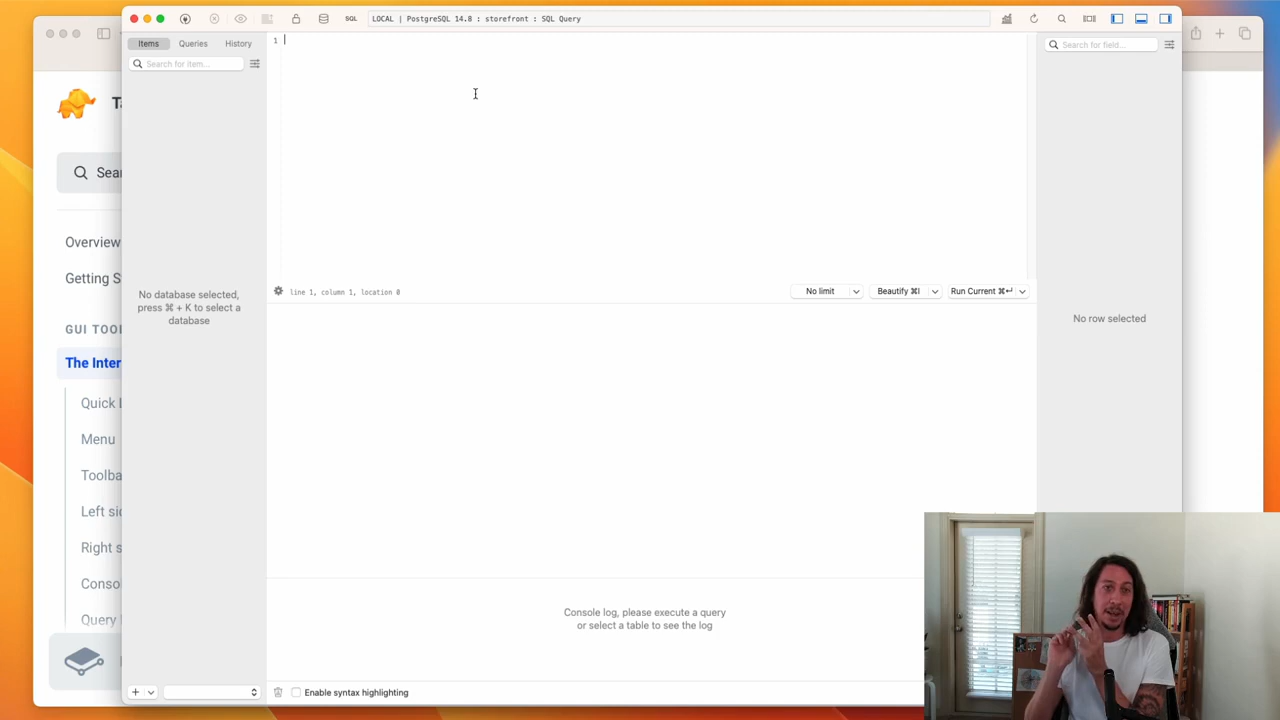 SQL
LOCAL | PostgreSQL 14.8 : storefront : SQL Query
Items
Queries
History
Search for item...
1
Search for field...
No database selected,
press ⌘ + K to select a
database
line 1, column 1, location 0
No limit
Beautify ⌘I
Run Current ⌘↩
No row selected
Console log, please execute a query
or select a table to see the log
Enable syntax highlighting
Overview
Getting S
GUI TOO
The Inter
Quick L
Menu
Toolba
Left si
Right s
Conso
Query